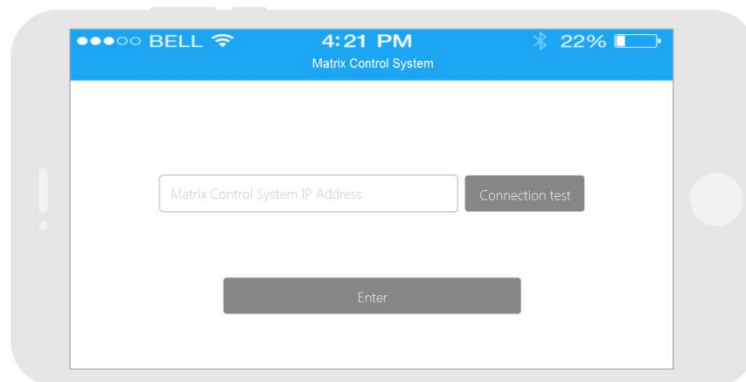 BELL 4:21 PM 22%
Matrix Control System
Matrix Control System IP Address Connection test
Enter